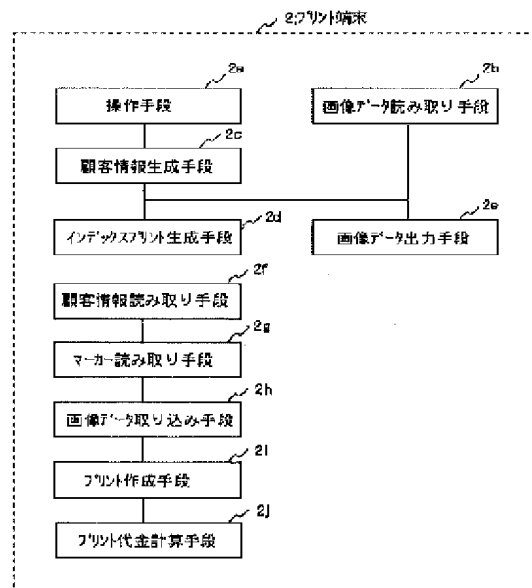 2;プリント端末
2a
操作手段
2b
画像データ読み取り手段
2c
顧客情報生成手段
2d
インデックスプリント生成手段
2e
画像データ出力手段
2f
顧客情報読み取り手段
2g
マーカー読み取り手段
2h
画像データ取り込み手段
2i
プリント作成手段
2j
プリント代金計算手段